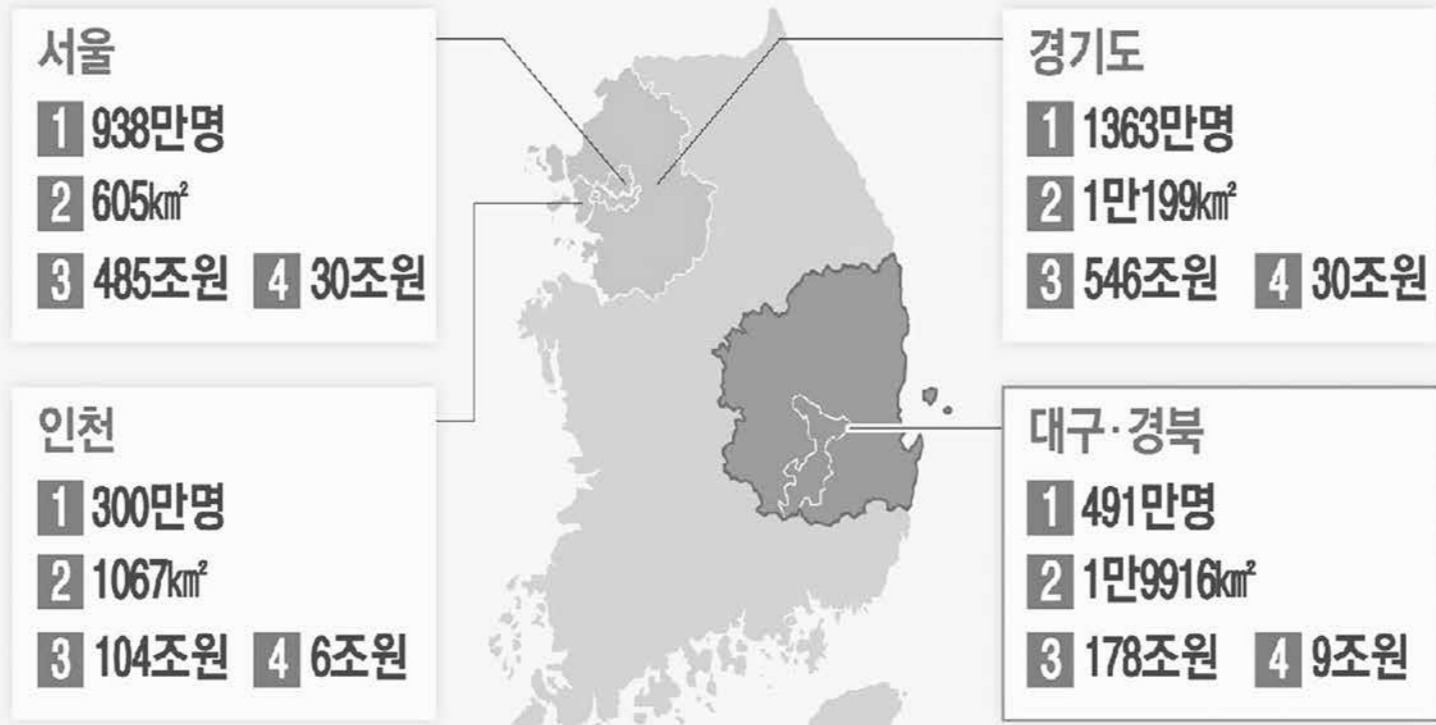 서울
1 938만명
2 605㎢
3 485조원 4 30조원
경기도
1 1363만명
2 1만199㎢
3 546조원 4 30조원
인천
1 300만명
2 1067㎢
3 104조원 4 6조원
대구·경북
1 491만명
2 1만9916㎢
3 178조원 4 9조원